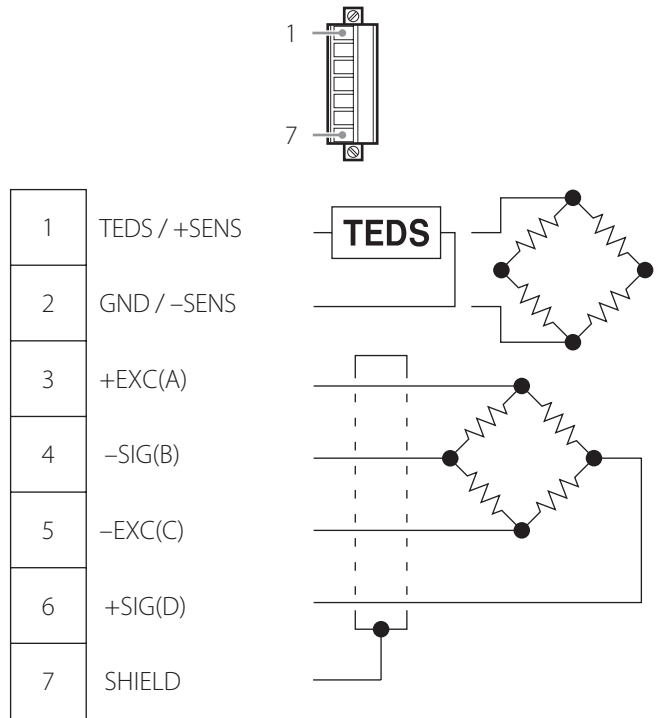 1
7
1 TEDS / +SENS
TEDS
2 GND / –SENS
3 +EXC(A)
4 –SIG(B)
5 –EXC(C)
6 +SIG(D)
7 SHIELD